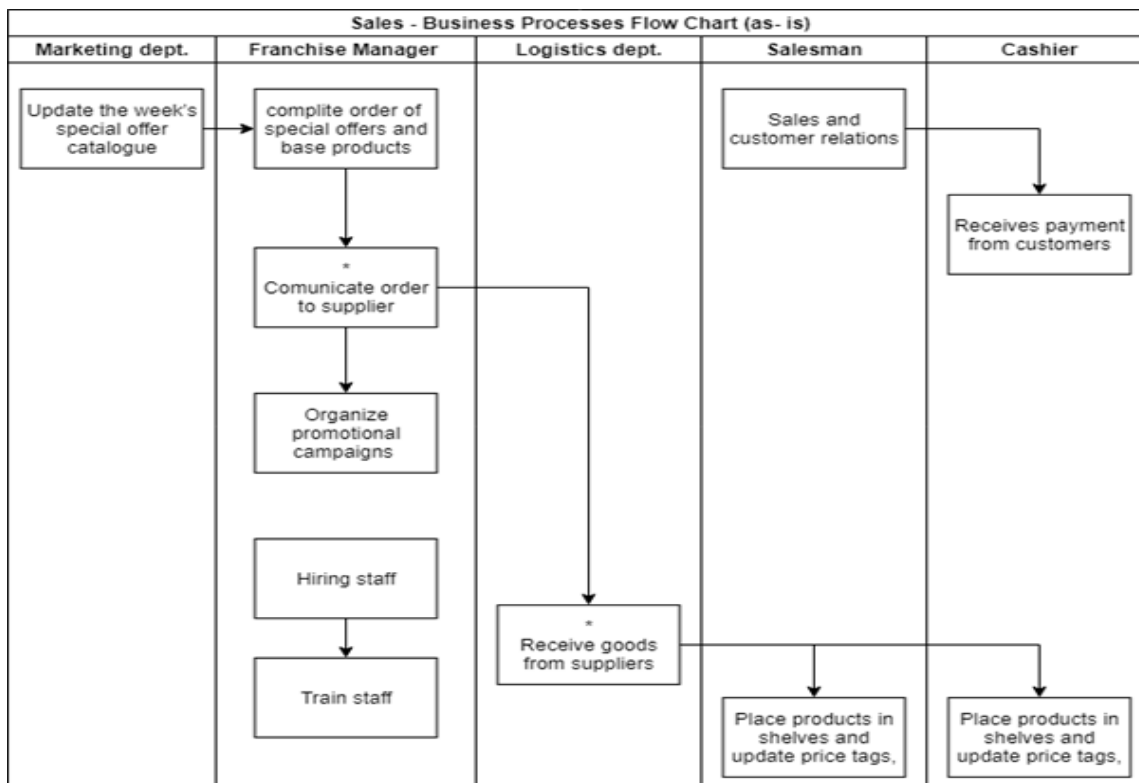 Sales - Business Processes Flow Chart (as- is)
Marketing dept.
Franchise Manager
Logistics dept.
Salesman
Cashier
Update the week's
special offer
catalogue
complite order of
special offers and
base products
Sales and
customer relations
Receives payment
from customers
*
Comunicate order
to supplier
Organize
promotional
campaigns
Hiring staff
*
Receive goods
from suppliers
Train staff
Place products in
shelves and
update price tags,
Place products in
shelves and
update price tags,